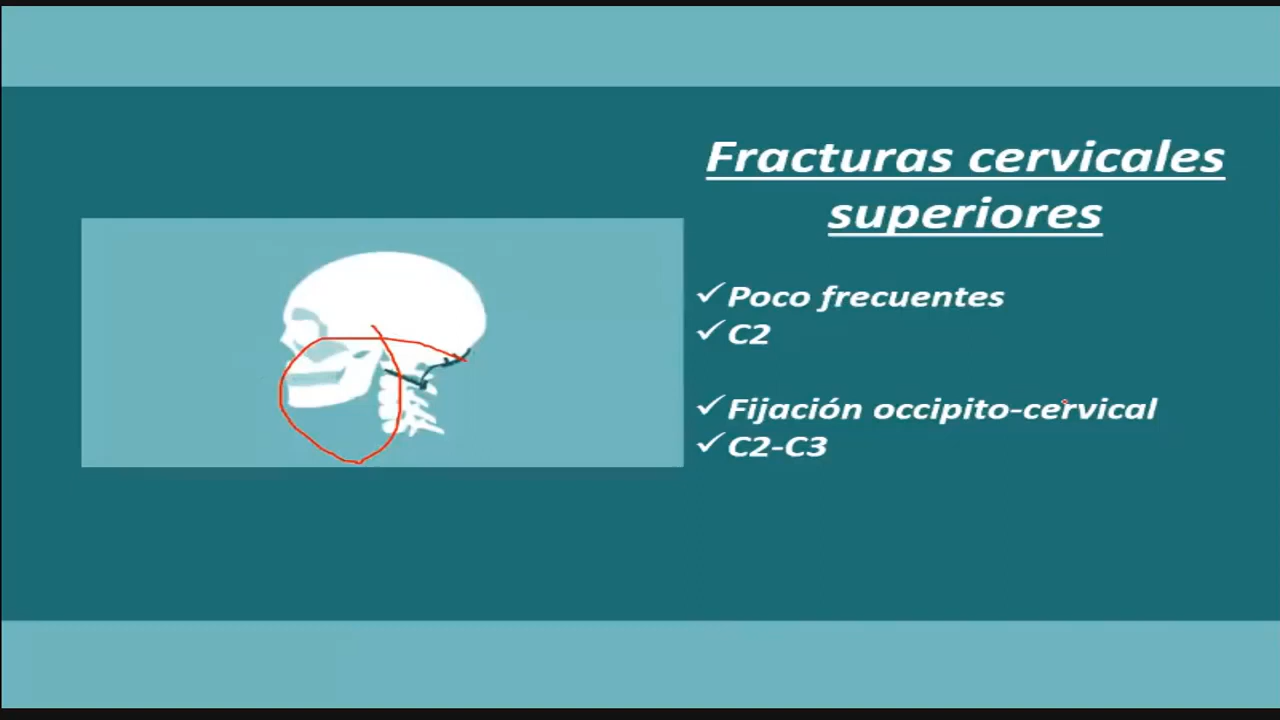 Fracturas cervicales
superiores
✓Poco frecuentes
✓C2
✓Fijación occipito-cervical
✓C2-C3